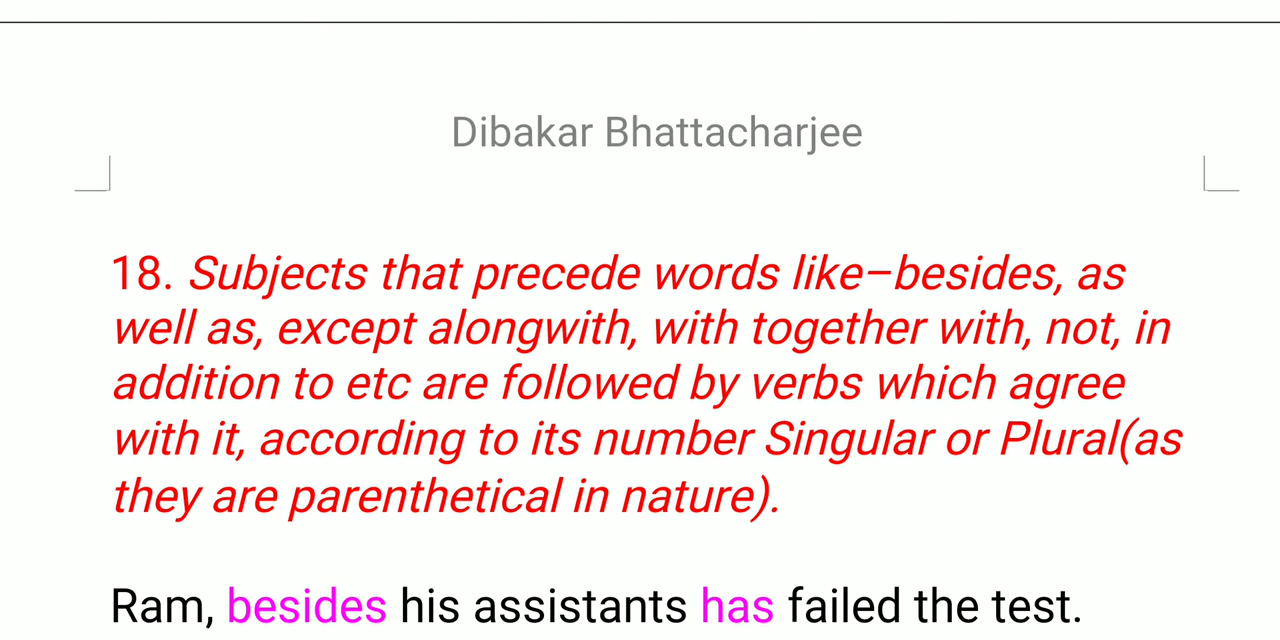 Dibakar Bhattacharjee
18. Subjects that precede words like–besides, as
well as, except alongwith, with together with, not, in
addition to etc are followed by verbs which agree
with it, according to its number Singular or Plural(as
they are parenthetical in nature).
Ram, besides his assistants has failed the test.